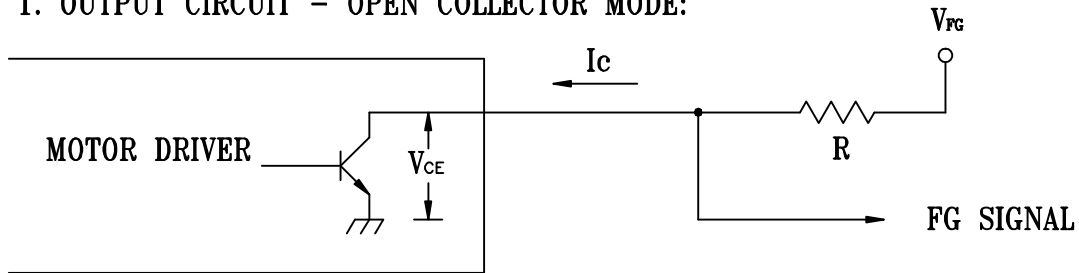 1. OUTPUT CIRCUIT – OPEN COLLECTOR MODE:
VFG
Ic
MOTOR DRIVER
VCE
R
FG SIGNAL